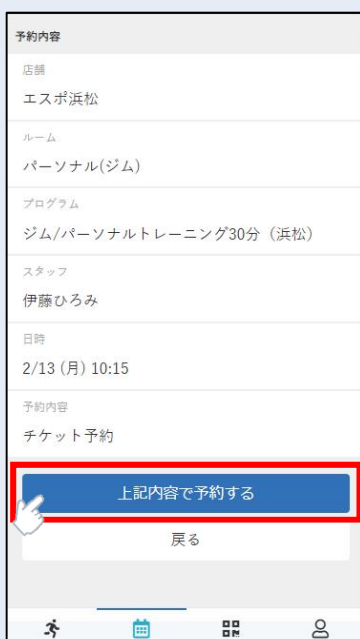 予約内容
店舗
エスポ浜松
ルーム
パーソナル(ジム)
プログラム
ジム/パーソナルトレーニング30分（浜松）
スタッフ
伊藤ひろみ
日時
2/13 (月) 10:15
予約内容
チケット予約
上記内容で予約する
戻る